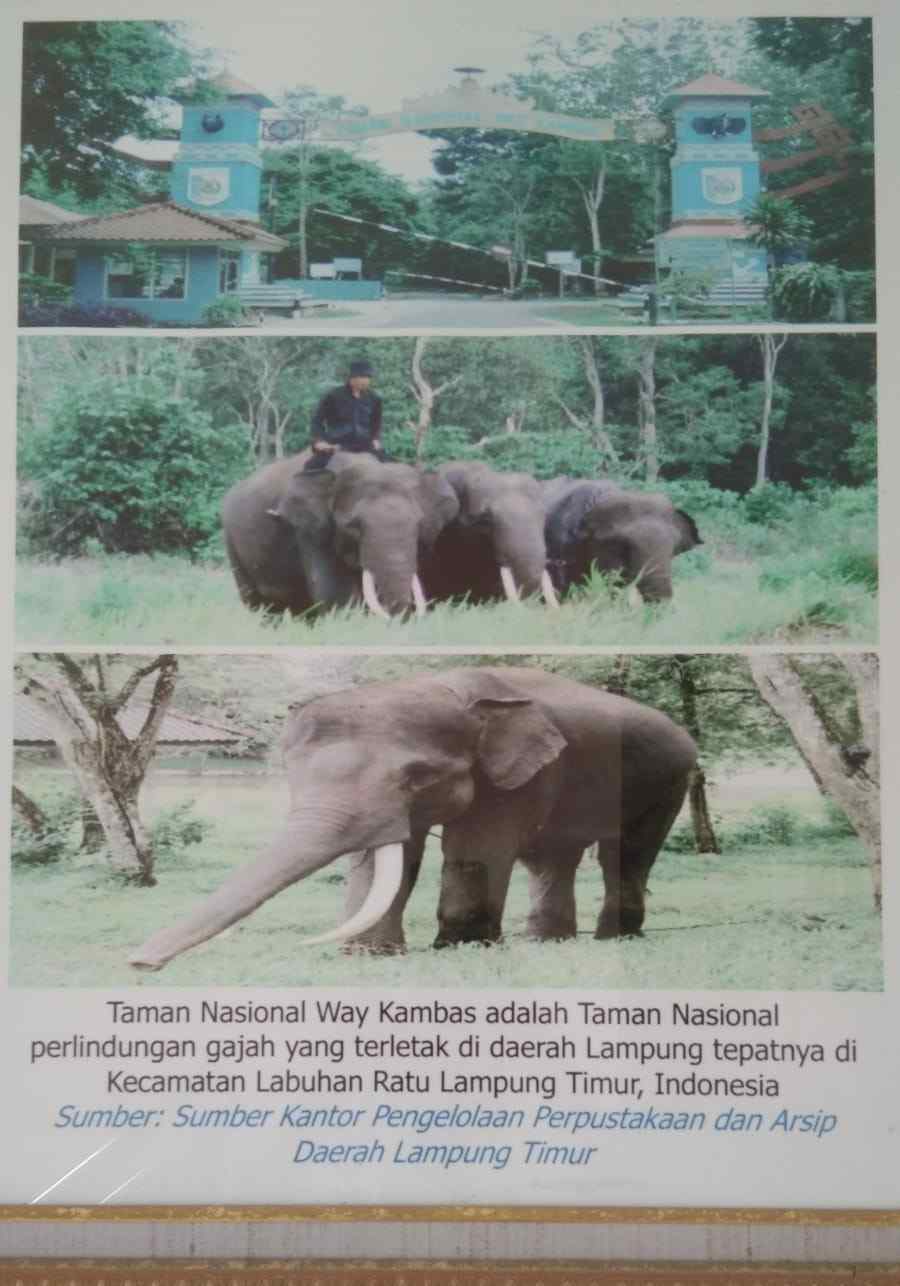 Taman Nasional Way Kambas adalah Taman Nasional
perlindungan gajah yang terletak di daerah Lampung tepatnya di
Kecamatan Labuhan Ratu Lampung Timur, Indonesia
Sumber: Sumber Kantor Pengelolaan Perpustakaan dan Arsip
Daerah Lampung Timur